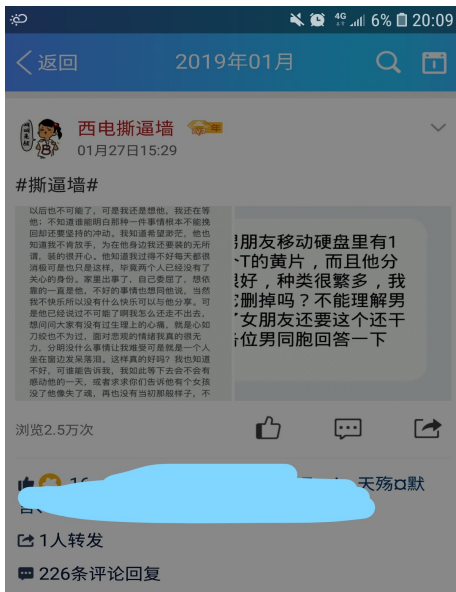 4G 6% 20:09
返回 2019年01月
西电撕逼墙
01月27日15:29
#撕逼墙#
以后也不可能了，可是我还是想他。我还在等
他：不知道谁能明白那种一件事情根本不能挽
回却还要坚持的冲动。我知道希望渺茫，他也
知道我不肯放手，为在他身边我还要装的无所
谓，装的很开心。他知道我过得不好每天都很
消极可是也只是这样，毕竟两个人已经没有了
关心的身份。家里出事了，自己委屈了，想依
靠的一直是他，不好的事情也想同他说。当然
我不快乐所以没有什么快乐可以与他分享。可
是他已经说过不可能了啊我怎么还走不出去，
想问问大家有没有过生理上的心痛，就是心如
刀绞也不为过，面对悲观的情绪我真的很无
力，分明没什么事情让我难受可是就是一个人
坐在窗边发呆落泪。这样真的好吗？我也知道
不好，可谁能告诉我，我如此等下去会不会有
感动他的一天，或者求求你们告诉他有个女孩
没了他像失了魂，再也没有当初那般样子，不
朋友移动硬盘里有1
T的黄片，而且他分
很好，种类很繁多，我
删掉吗？不能理解男
了女朋友还要这个还干
各位男同胞回答一下
浏览2.5万次
天殇¤默
1人转发
226条评论回复